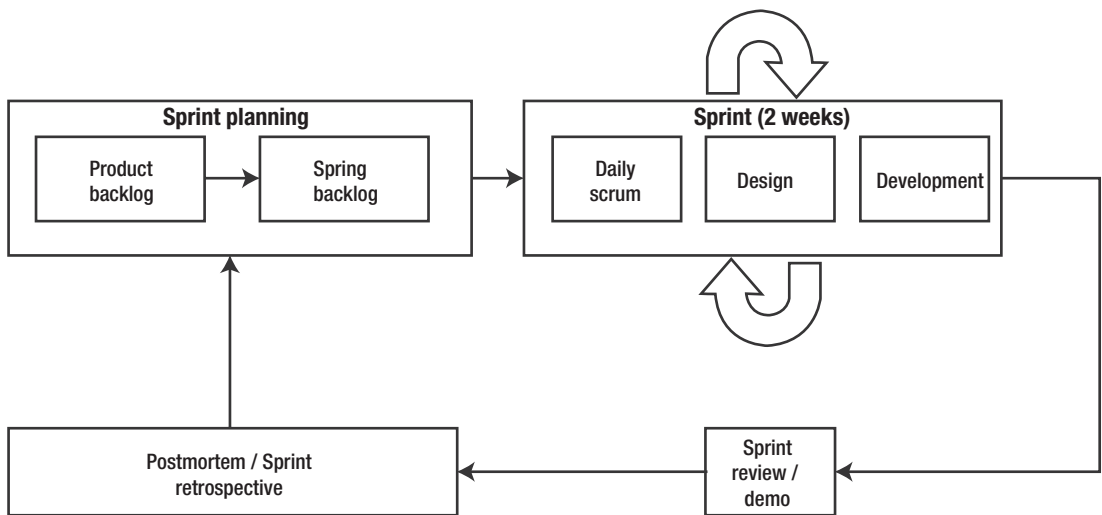 Sprint planning
Product
backlog
Spring
backlog
Sprint (2 weeks)
Daily
scrum
Design
Development
Postmortem / Sprint
retrospective
Sprint
review /
demo